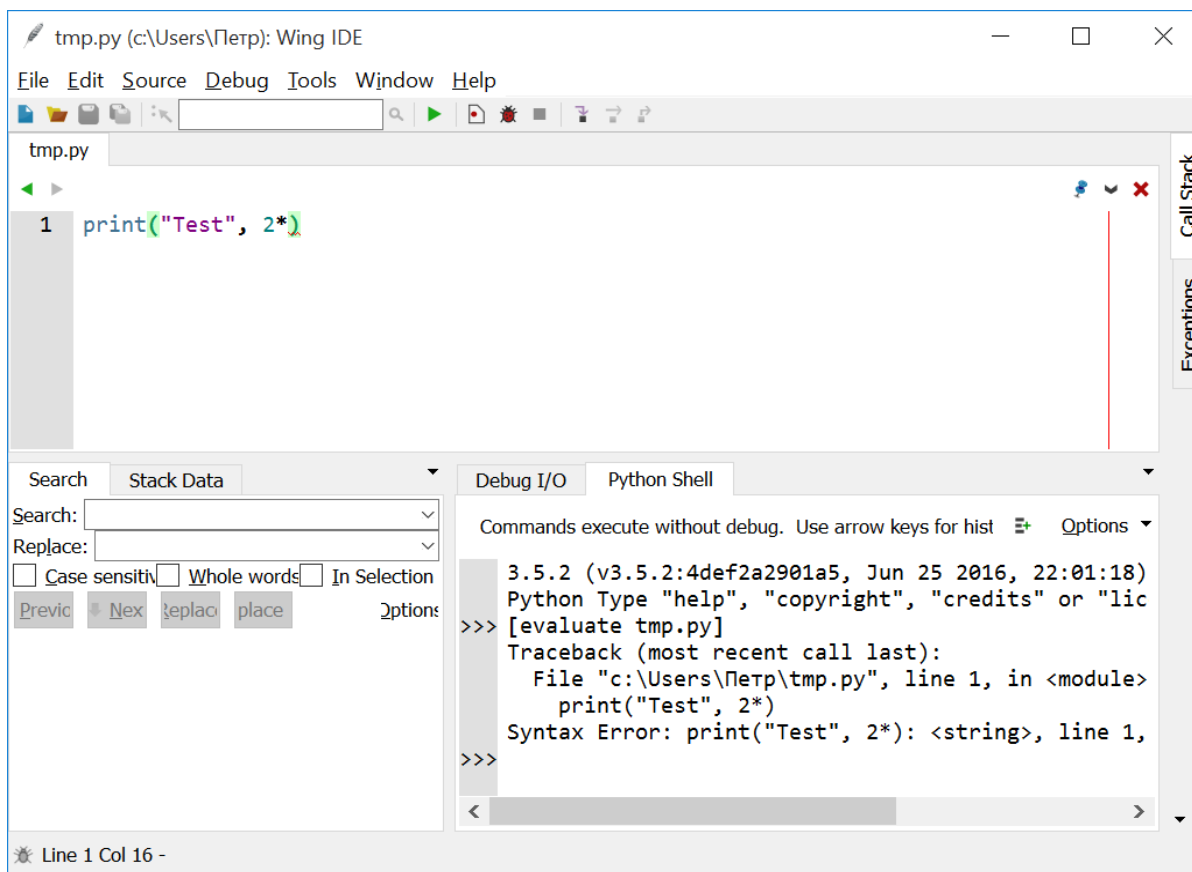 tmp.py (c:\Users\Петр): Wing IDE
File Edit Source Debug Tools Window Help
tmp.py
1 print("Test", 2*)
Call Stack
Exceptions
Search Stack Data
Search:
Replace:
Case sensitiv Whole words In Selection
Previc Nex Replac place Options
Debug I/O Python Shell
Commands execute without debug. Use arrow keys for hist Options
3.5.2 (v3.5.2:4def2a2901a5, Jun 25 2016, 22:01:18)
Python Type "help", "copyright", "credits" or "lic
>>> [evaluate tmp.py]
Traceback (most recent call last):
File "c:\Users\Петр\tmp.py", line 1, in <module>
print("Test", 2*)
Syntax Error: print("Test", 2*): <string>, line 1,
>>>
Line 1 Col 16 -